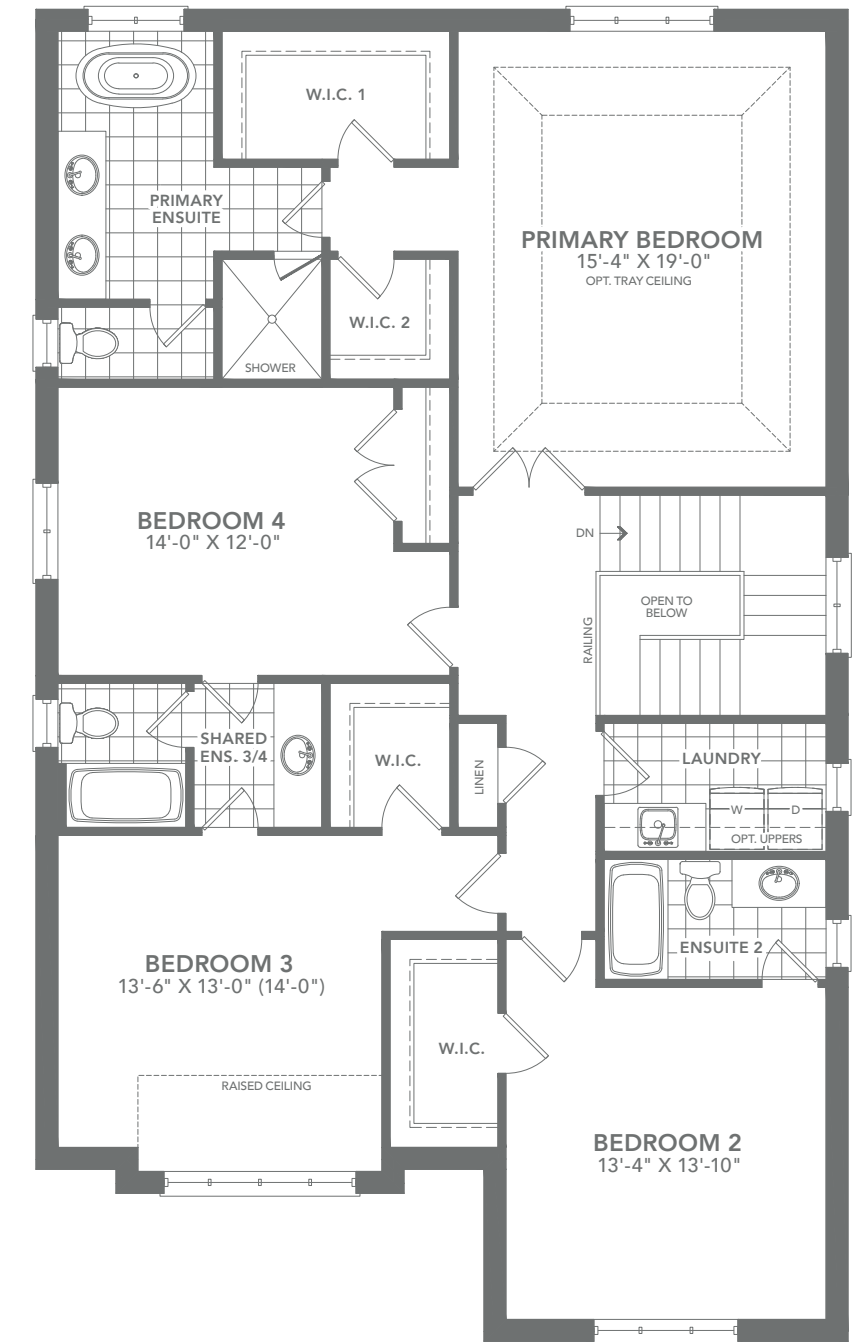 W.I.C. 1
PRIMARY
ENSUITE
PRIMARY BEDROOM
15'-4" X 19'-0"
OPT. TRAY CEILING
W.I.C. 2
SHOWER
BEDROOM 4
14'-0" X 12'-0"
DN
OPEN TO
BELOW
RAILING
SHARED
ENS. 3/4
W.I.C.
LINEN
LAUNDRY
W
D
OPT. UPPERS
ENSUITE 2
BEDROOM 3
13'-6" X 13'-0" (14'-0")
W.I.C.
RAISED CEILING
BEDROOM 2
13'-4" X 13'-10"